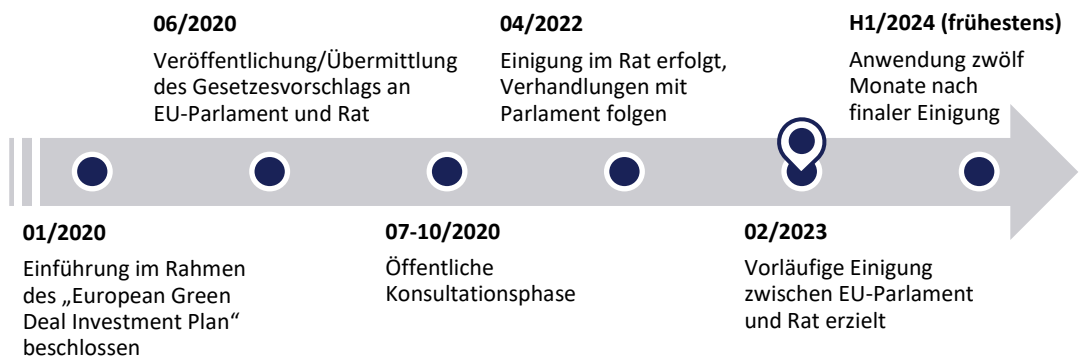 06/2020
Veröffentlichung/Übermittlung
des Gesetzesvorschlags an
EU-Parlament und Rat
04/2022
Einigung im Rat erfolgt,
Verhandlungen mit
Parlament folgen
H1/2024 (frühestens)
Anwendung zwölf
Monate nach
finaler Einigung
01/2020
Einführung im Rahmen
des „European Green
Deal Investment Plan“
beschlossen
07-10/2020
Öffentliche
Konsultationsphase
02/2023
Vorläufige Einigung
zwischen EU-Parlament
und Rat erzielt